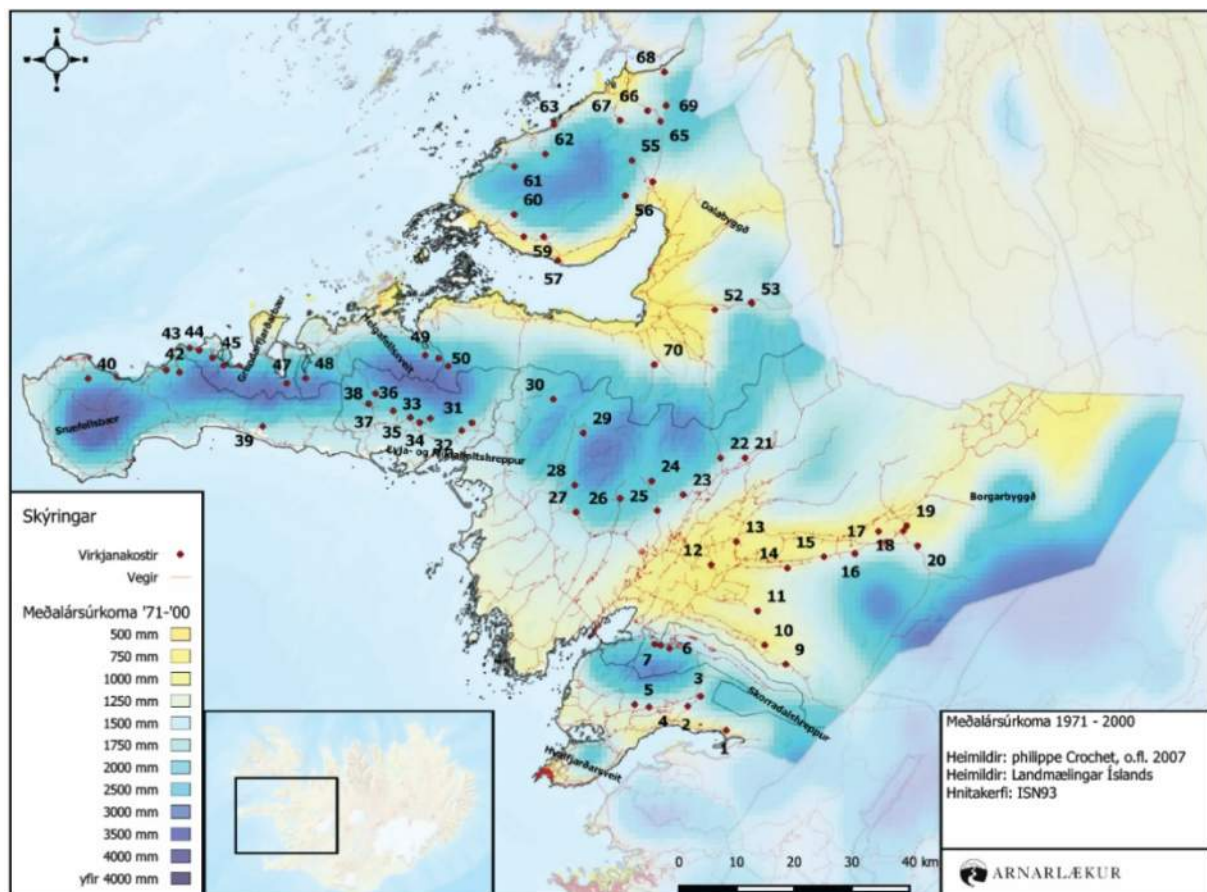 68
66
67
69
63
65
62
55
61
60
56
Dalabyggð
59
57
52
53
43
44
45
49
50
42
40
47
48
70
30
36
38
33
31
37
35
34
32
39
29
22
21
Eyja- og Miklaholtshreppur
28
24
27
26
25
23
Borgarbyggð
19
13
17
18
12
15
14
20
16
11
10
6
9
7
3
5
Skorradalshreppur
4
2
1
Skýringar
Virkjanakostir
Vegir
Meðalársúrkoma '71-'00
500 mm
750 mm
1000 mm
1250 mm
1500 mm
1750 mm
2000 mm
2500 mm
3000 mm
3500 mm
4000 mm
yfir 4000 mm
Meðalársúrkoma 1971 - 2000
Heimildir: philippe Crochet, o.fl. 2007
Heimildir: Landmælingar Íslands
Hnitakerfi: ISN93
0 10 20 30 40 km
ARNARLÆKUR